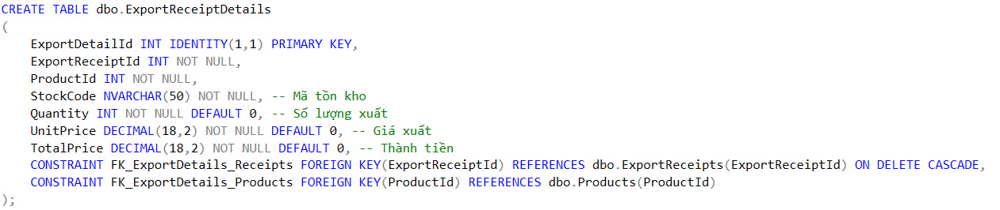 CREATE TABLE dbo.ExportReceiptDetails
(
    ExportDetailId INT IDENTITY(1,1) PRIMARY KEY,
    ExportReceiptId INT NOT NULL,
    ProductId INT NOT NULL,
    StockCode NVARCHAR(50) NOT NULL, -- Mã tồn kho
    Quantity INT NOT NULL DEFAULT 0, -- Số lượng xuất
    UnitPrice DECIMAL(18,2) NOT NULL DEFAULT 0, -- Giá xuất
    TotalPrice DECIMAL(18,2) NOT NULL DEFAULT 0, -- Thành tiền
    CONSTRAINT FK_ExportDetails_Receipts FOREIGN KEY(ExportReceiptId) REFERENCES dbo.ExportReceipts(ExportReceiptId) ON DELETE CASCADE,
    CONSTRAINT FK_ExportDetails_Products FOREIGN KEY(ProductId) REFERENCES dbo.Products(ProductId)
);